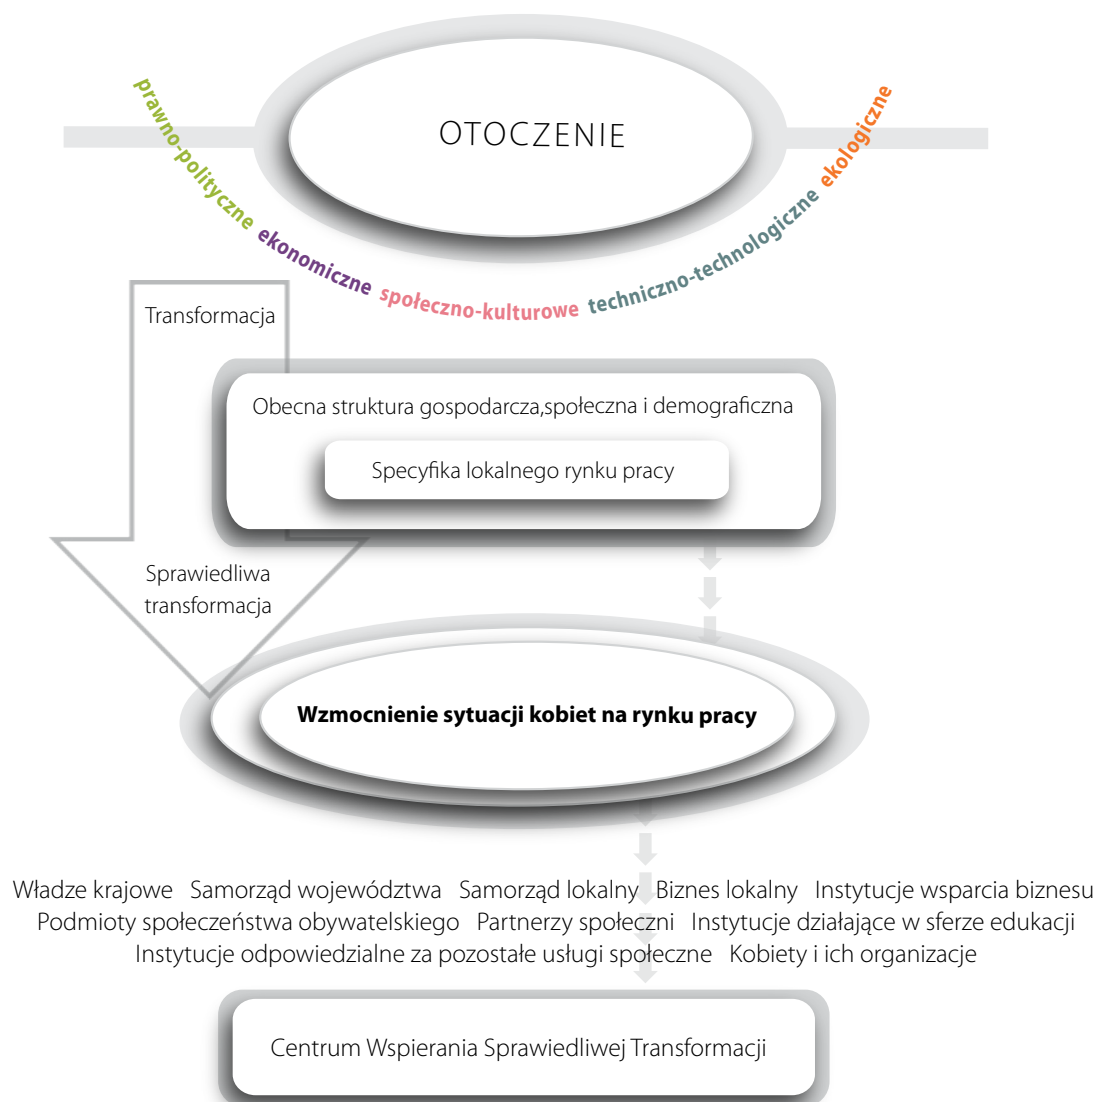 OTOCZENIE
prawno-polityczne ekonomiczne społeczno-kulturowe techniczno-technologiczne ekologiczne
Transformacja
Obecna struktura gospodarcza,społeczna i demograficzna
Specyfika lokalnego rynku pracy
Sprawiedliwa
transformacja
Wzmocnienie sytuacji kobiet na rynku pracy
Władze krajowe Samorząd województwa Samorząd lokalny Biznes lokalny Instytucje wsparcia biznesu
Podmioty społeczeństwa obywatelskiego Partnerzy społeczni Instytucje działające w sferze edukacji
Instytucje odpowiedzialne za pozostałe usługi społeczne Kobiety i ich organizacje
Centrum Wspierania Sprawiedliwej Transformacji